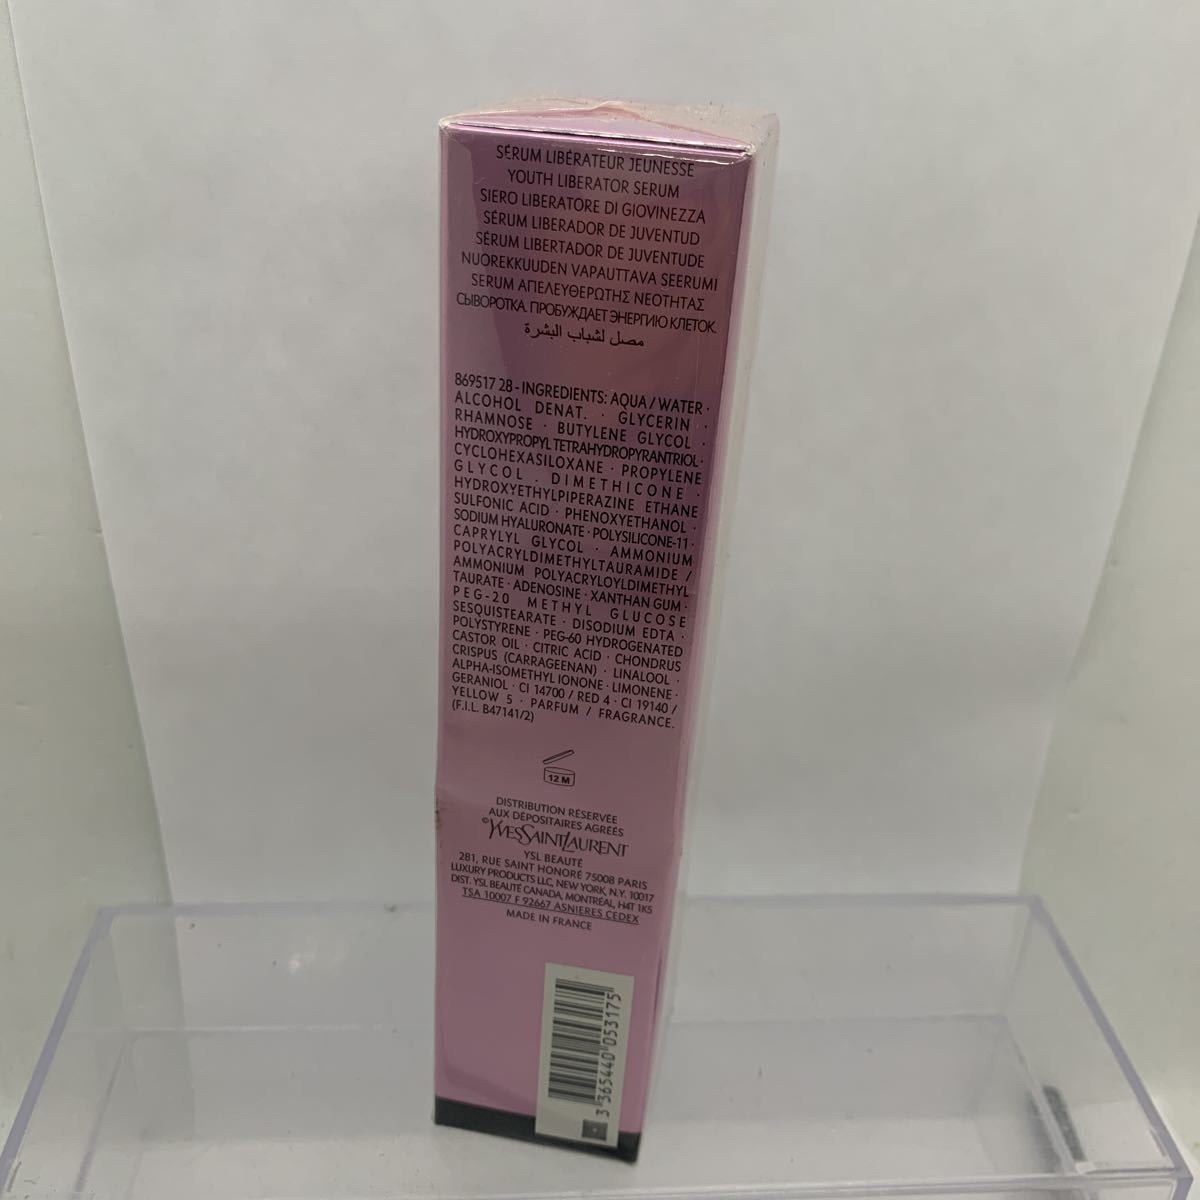 SÉRUM LIBÉRATEUR JEUNESSE
YOUTH LIBERATOR SERUM
SIERO LIBERATORE DI GIOVINEZZA
SÉRUM LIBERADOR DE JUVENTUD
SÉRUM LIBERTADOR DE JUVENTUDE
NUOREKKUUDEN VAPAUTTAVA SEERUMI
SERUM ΑΠΕΛΕΥΘΕΡΩΤΗΣ ΝΕΟΤΗΤΑΣ
СЫВОРОТКА. ПРОБУЖДАЕТ ЭНЕРГИЮ КЛЕТОК.
مصل لشباب البشرة
869517 28 - INGREDIENTS: AQUA / WATER ·
ALCOHOL DENAT. · GLYCERIN ·
RHAMNOSE · BUTYLENE GLYCOL ·
HYDROXYPROPYL TETRAHYDROPYRANTRIOL ·
CYCLOHEXASILOXANE · PROPYLENE
GLYCOL · DIMETHICONE ·
HYDROXYETHYLPIPERAZINE ETHANE
SULFONIC ACID · PHENOXYETHANOL ·
SODIUM HYALURONATE · POLYSILICONE-11 ·
CAPRYLYL GLYCOL · AMMONIUM
POLYACRYLDIMETHYLTAURAMIDE /
AMMONIUM POLYACRYLOYLDIMETHYL
TAURATE · ADENOSINE · XANTHAN GUM ·
PEG-20 METHYL GLUCOSE
SESQUISTEARATE · DISODIUM EDTA ·
POLYSTYRENE · PEG-60 HYDROGENATED
CASTOR OIL · CITRIC ACID · CHONDRUS
CRISPUS (CARRAGEENAN) · LINALOOL ·
ALPHA-ISOMETHYL IONONE · LIMONENE ·
GERANIOL · CI 14700 / RED 4 · CI 19140 /
YELLOW 5 · PARFUM / FRAGRANCE.
(F.I.L. B47141/2)
12 M
DISTRIBUTION RÉSERVÉE
AUX DÉPOSITAIRES AGRÉÉS
©YVESSAINTLAURENT
YSL BEAUTÉ
281, RUE SAINT HONORÉ 75008 PARIS
LUXURY PRODUCTS LLC, NEW YORK, N.Y. 10017
DIST. YSL BEAUTÉ CANADA, MONTRÉAL, H4T 1K5
TSA 10007 F 92667 ASNIERES CEDEX
MADE IN FRANCE
3 365440 053175